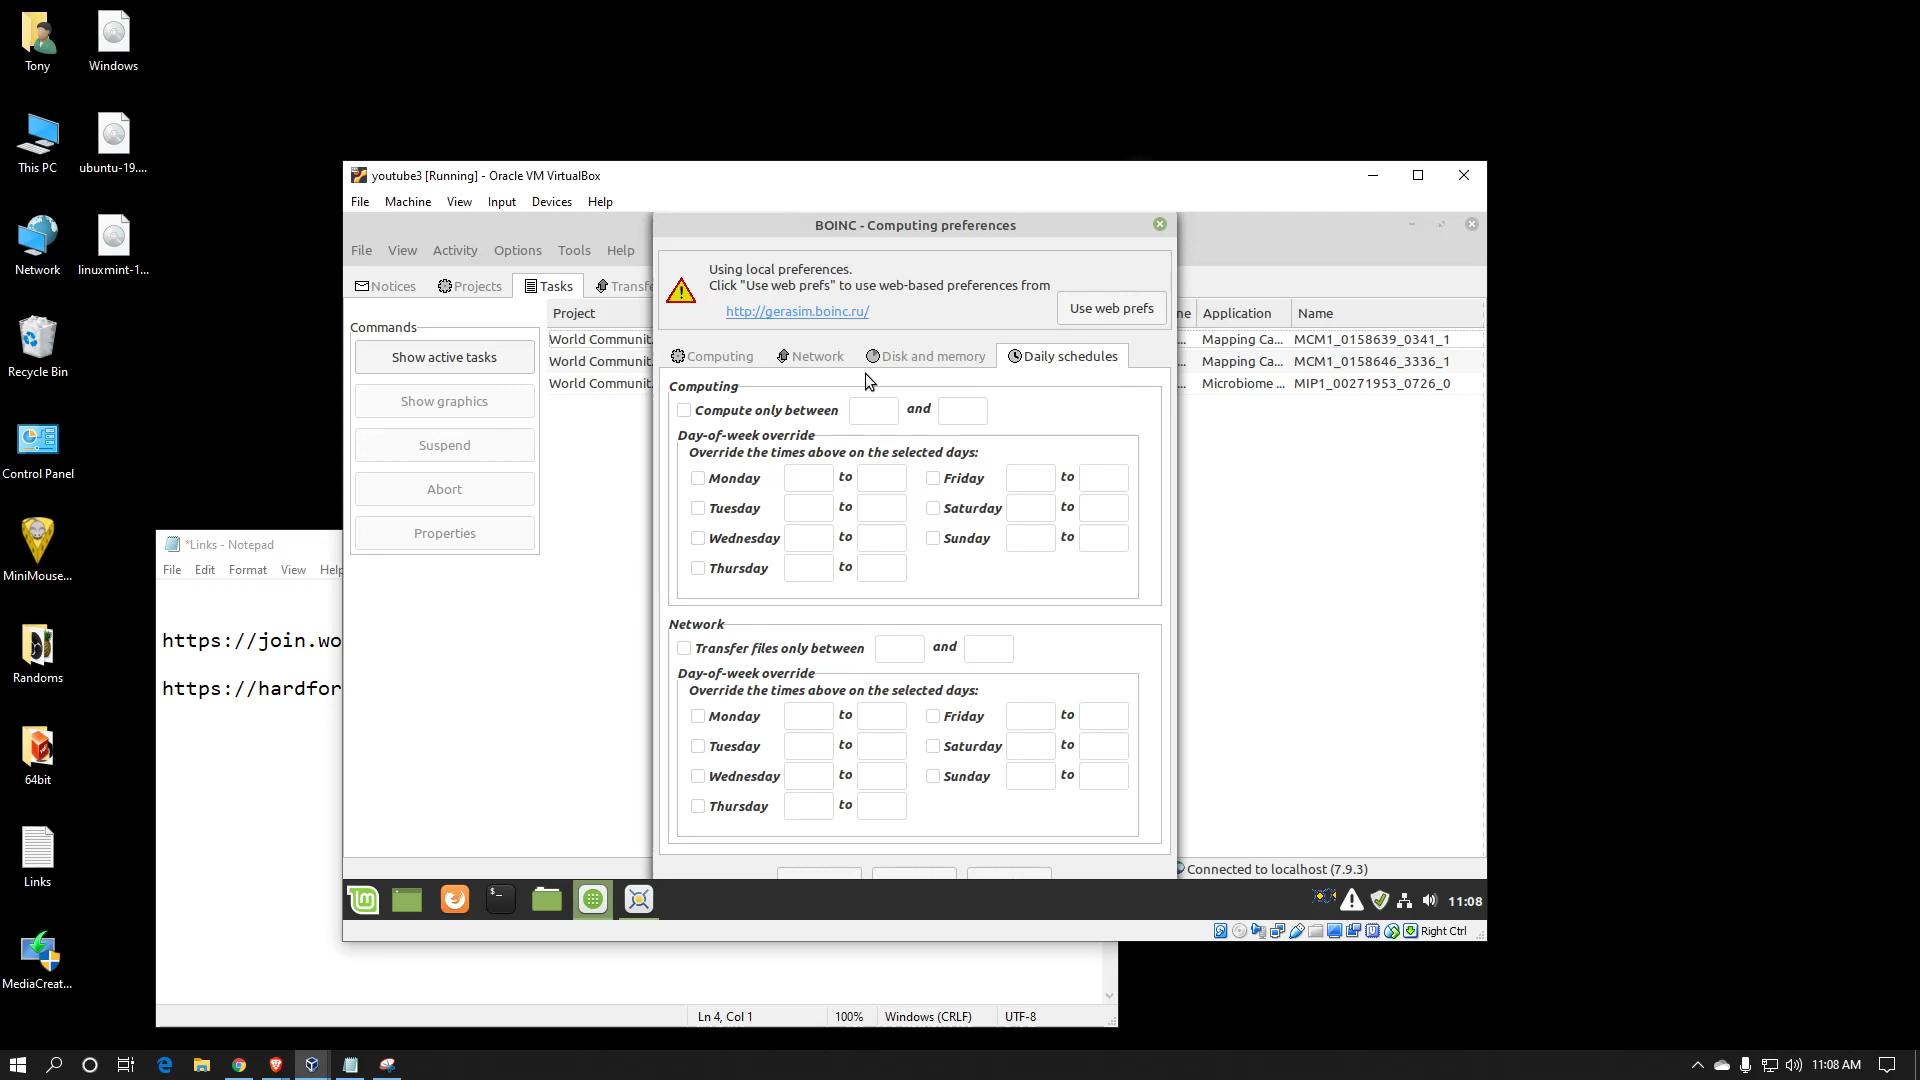 Tony
Windows
This PC
ubuntu-19....
Network
linuxmint-1...
Recycle Bin
Control Panel
MiniMouse...
Randoms
64bit
Links
MediaCreat...
*Links - Notepad
File Edit Format View Help
https://join.wo
https://hardfor
Ln 4, Col 1 100% Windows (CRLF) UTF-8
youtube3 [Running] - Oracle VM VirtualBox
File Machine View Input Devices Help
File View Activity Options Tools Help
Notices Projects Tasks Transfe
Commands
Show active tasks
Show graphics
Suspend
Abort
Properties
Project
World Communit.
World Communit.
World Communit.
ne Application Name
... Mapping Ca... MCM1_0158639_0341_1
... Mapping Ca... MCM1_0158646_3336_1
... Microbiome ... MIP1_00271953_0726_0
BOINC - Computing preferences
Using local preferences.
Click "Use web prefs" to use web-based preferences from
http://gerasim.boinc.ru/
Use web prefs
Computing Network Disk and memory Daily schedules
Computing
Compute only between and
Day-of-week override
Override the times above on the selected days:
Monday to Friday to
Tuesday to Saturday to
Wednesday to Sunday to
Thursday to
Network
Transfer files only between and
Day-of-week override
Override the times above on the selected days:
Monday to Friday to
Tuesday to Saturday to
Wednesday to Sunday to
Thursday to
Connected to localhost (7.9.3)
11:08
Right Ctrl
11:08 AM